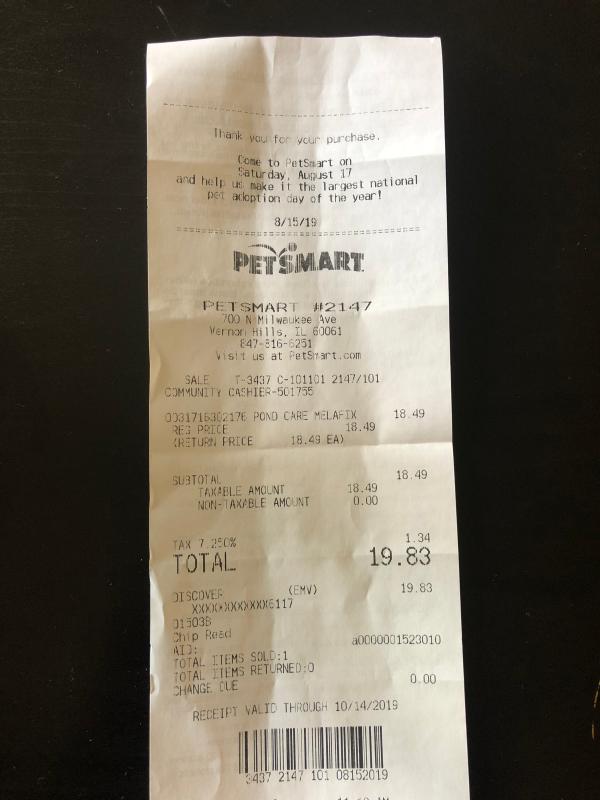 Thank you for your purchase.
Come to PetSmart on
Saturday, August 17
and help us make it the largest national
pet adoption day of the year!
8/15/19
PETSMART
PETSMART #2147
700 N Milwaukee Ave
Vernon Hills, IL 60061
847-816-6251
Visit us at PetSmart.com
SALE T-3437 C-101101 2147/101
COMMUNITY CASHIER-501755
0031716302176 POND CARE MELAFIX 18.49
REG PRICE 18.49
(RETURN PRICE 18.49 EA)
SUBTOTAL 18.49
TAXABLE AMOUNT 18.49
NON-TAXABLE AMOUNT 0.00
TAX 7.250% 1.34
TOTAL 19.83
DISCOVER (EMV) 19.83
XXXXXXXXXXXX6117
01503B
Chip Read
AID: a0000001523010
TOTAL ITEMS SOLD:1
TOTAL ITEMS RETURNED:0
CHANGE DUE 0.00
RECEIPT VALID THROUGH 10/14/2019
3437 2147 101 08152019